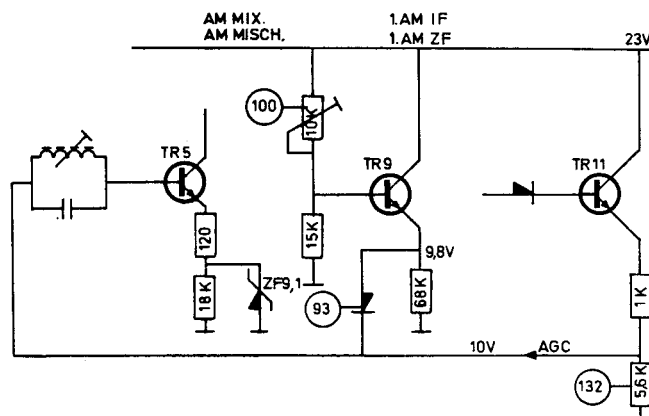 AM MIX. 1.AM IF
AM MISCH, 1.AM ZF 23V
100
10K
TR5 TR9 TR11
120 15K 9,8V
18K ZF9,1 93 68K 1K
10V AGC
132 5,6K